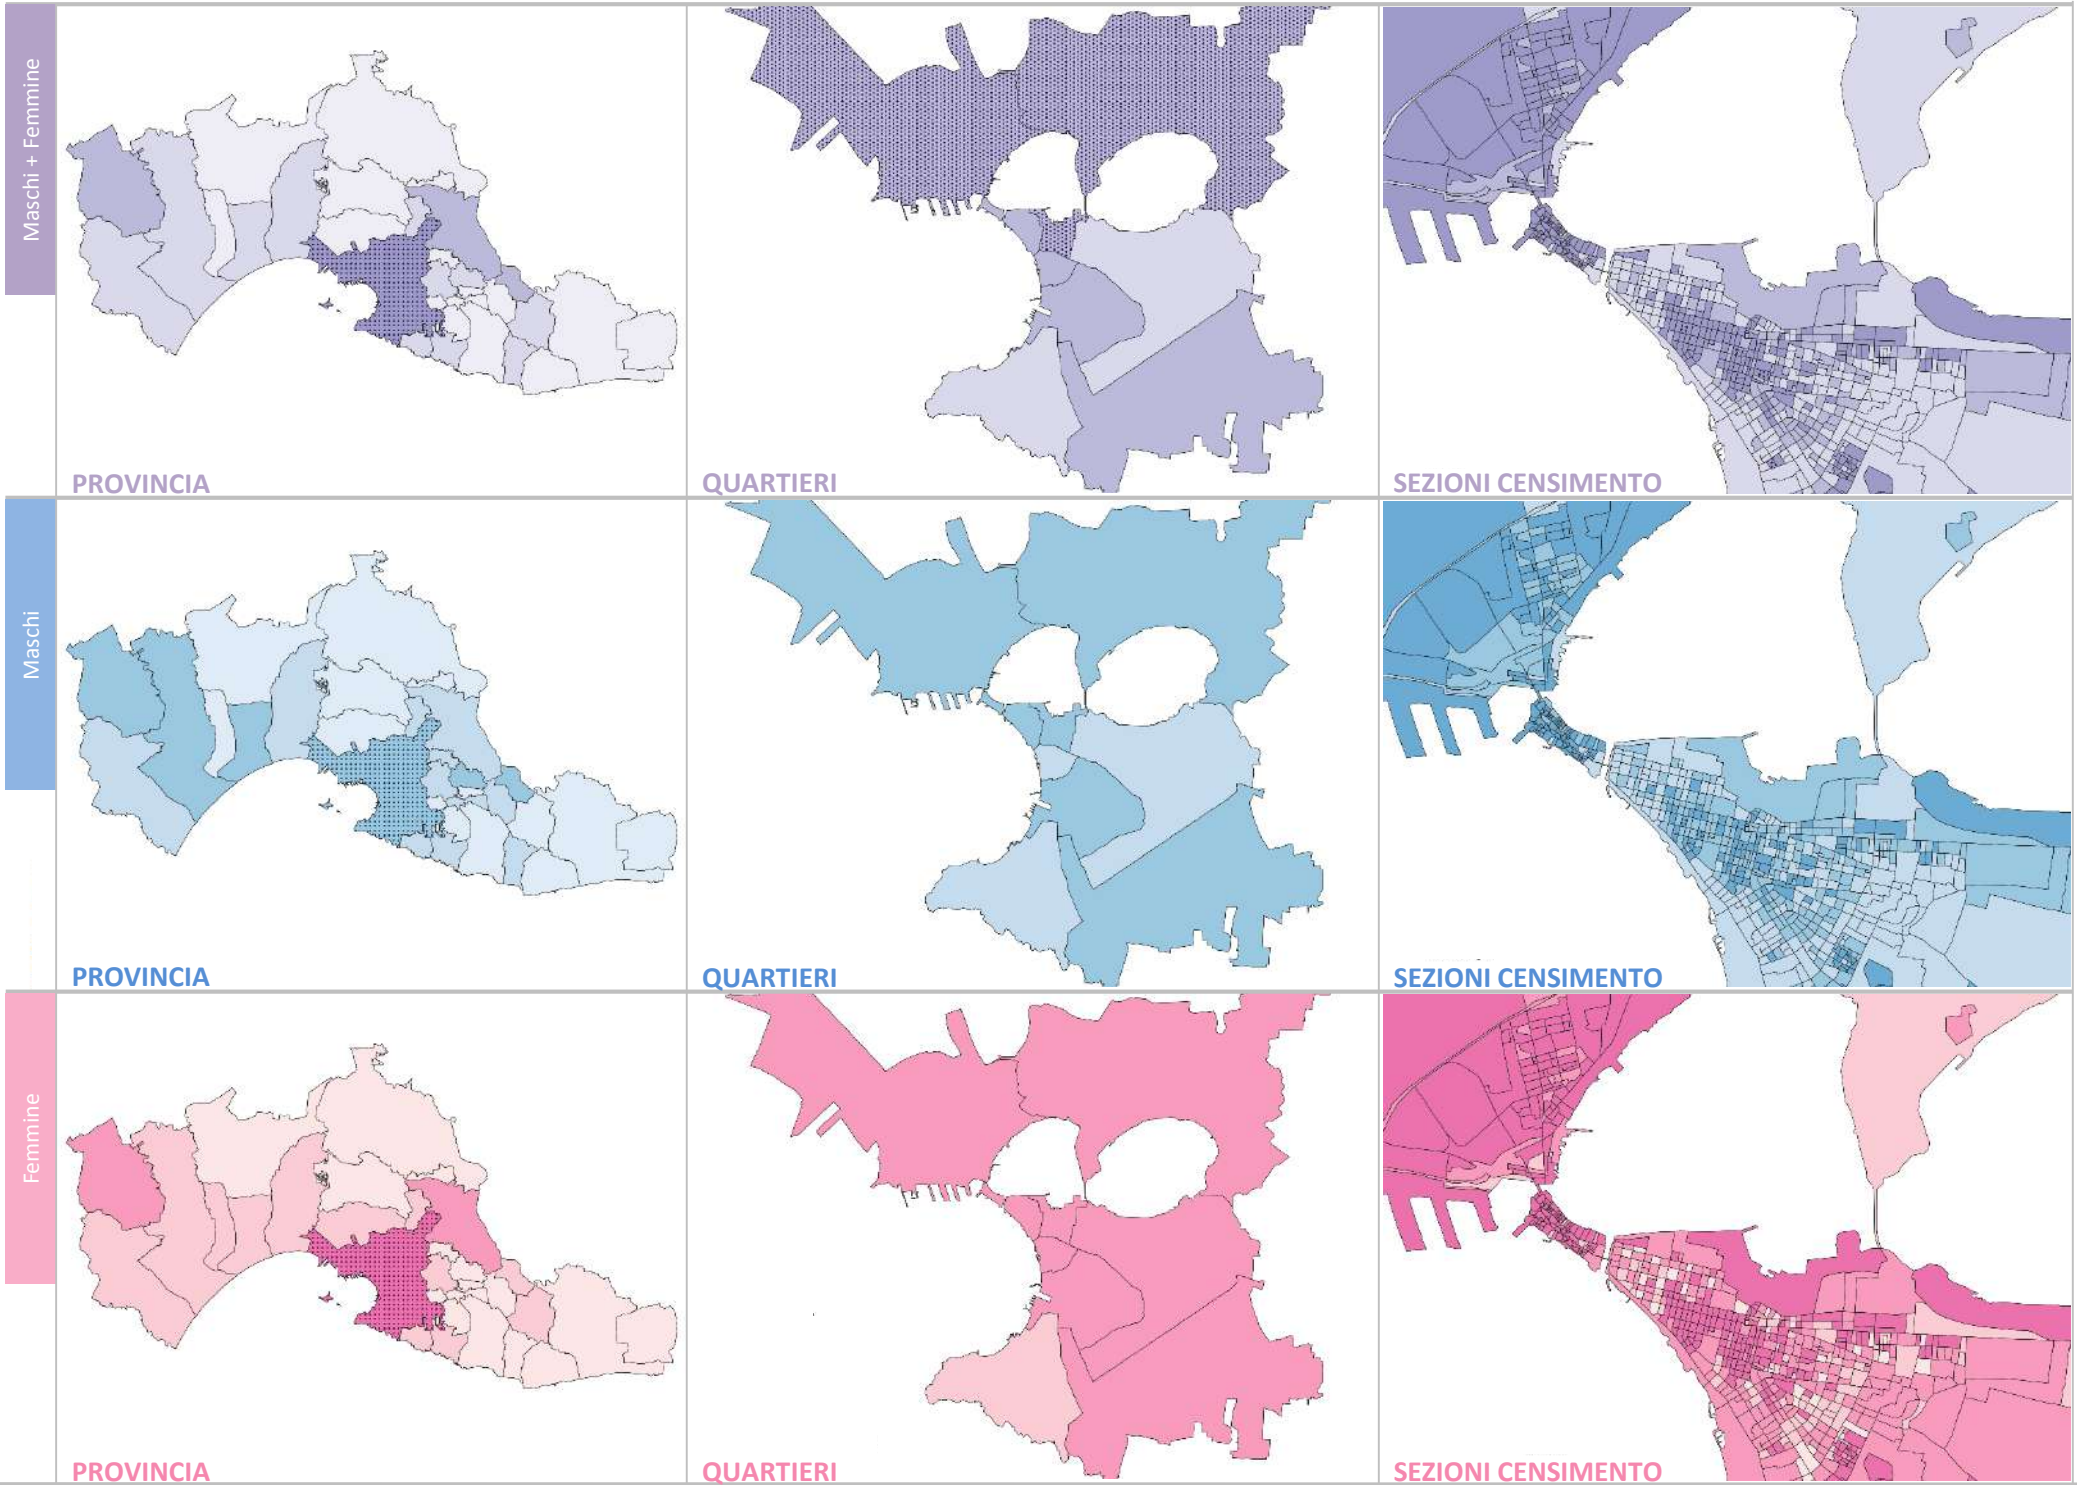 Maschi + Femmine
PROVINCIA
QUARTIERI
SEZIONI CENSIMENTO
Maschi
PROVINCIA
QUARTIERI
SEZIONI CENSIMENTO
Femmine
PROVINCIA
QUARTIERI
SEZIONI CENSIMENTO